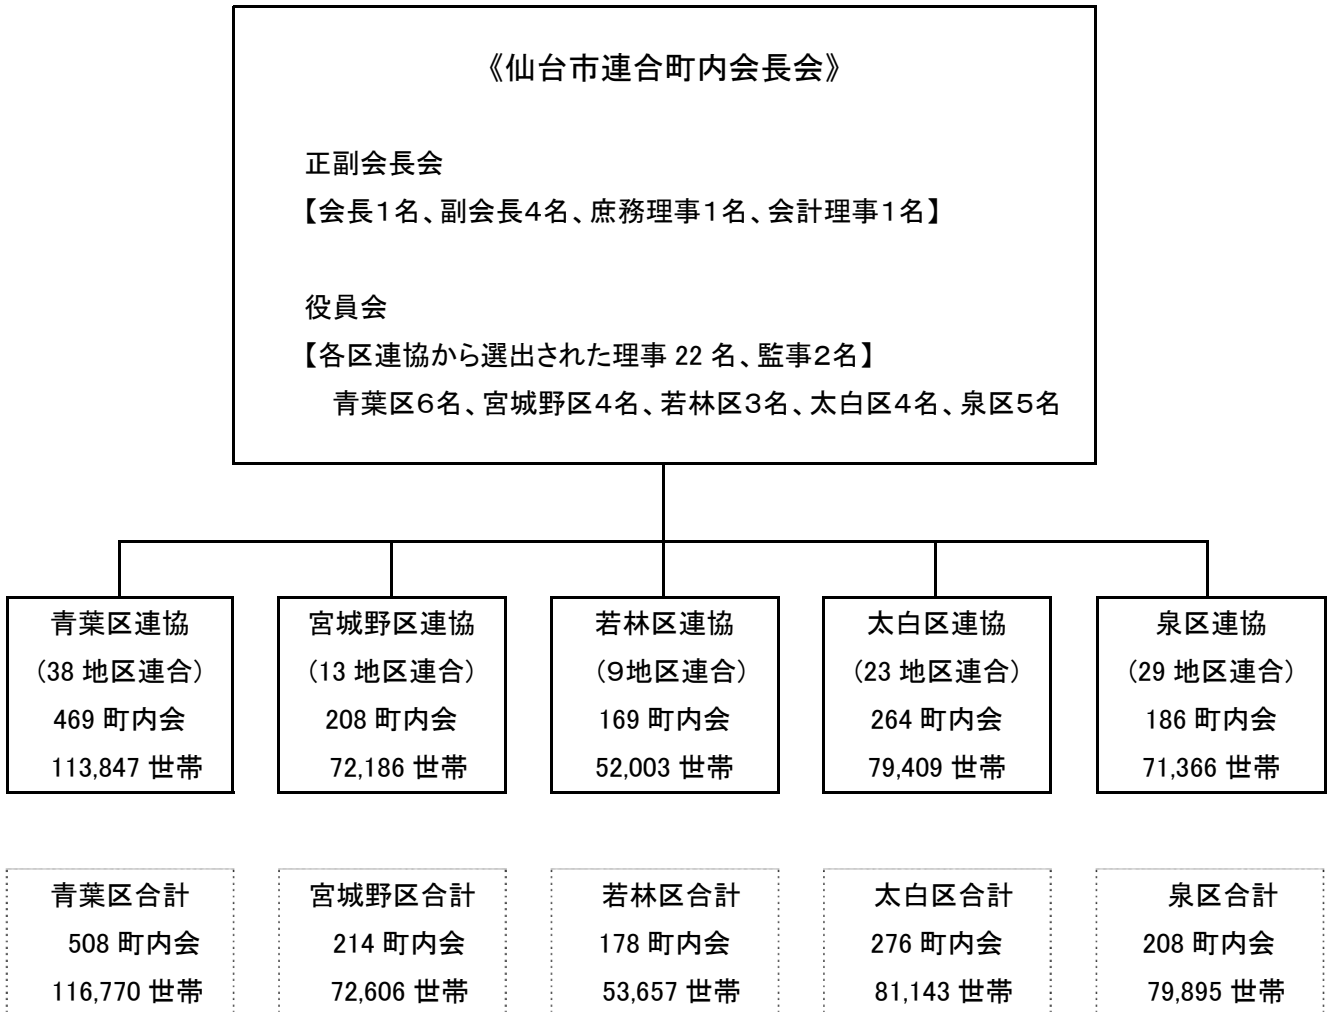 《仙台市連合町内会長会》
正副会長会
【会長１名、副会長４名、庶務理事１名、会計理事１名】
役員会
【各区連協から選出された理事 22 名、監事２名】
青葉区６名、宮城野区４名、若林区３名、太白区４名、泉区５名
青葉区連協
(38 地区連合)
469 町内会
113,847 世帯
宮城野区連協
(13 地区連合)
208 町内会
72,186 世帯
若林区連協
(９地区連合)
169 町内会
52,003 世帯
太白区連協
(23 地区連合)
264 町内会
79,409 世帯
泉区連協
(29 地区連合)
186 町内会
71,366 世帯
青葉区合計
508 町内会
116,770 世帯
宮城野区合計
214 町内会
72,606 世帯
若林区合計
178 町内会
53,657 世帯
太白区合計
276 町内会
81,143 世帯
泉区合計
208 町内会
79,895 世帯